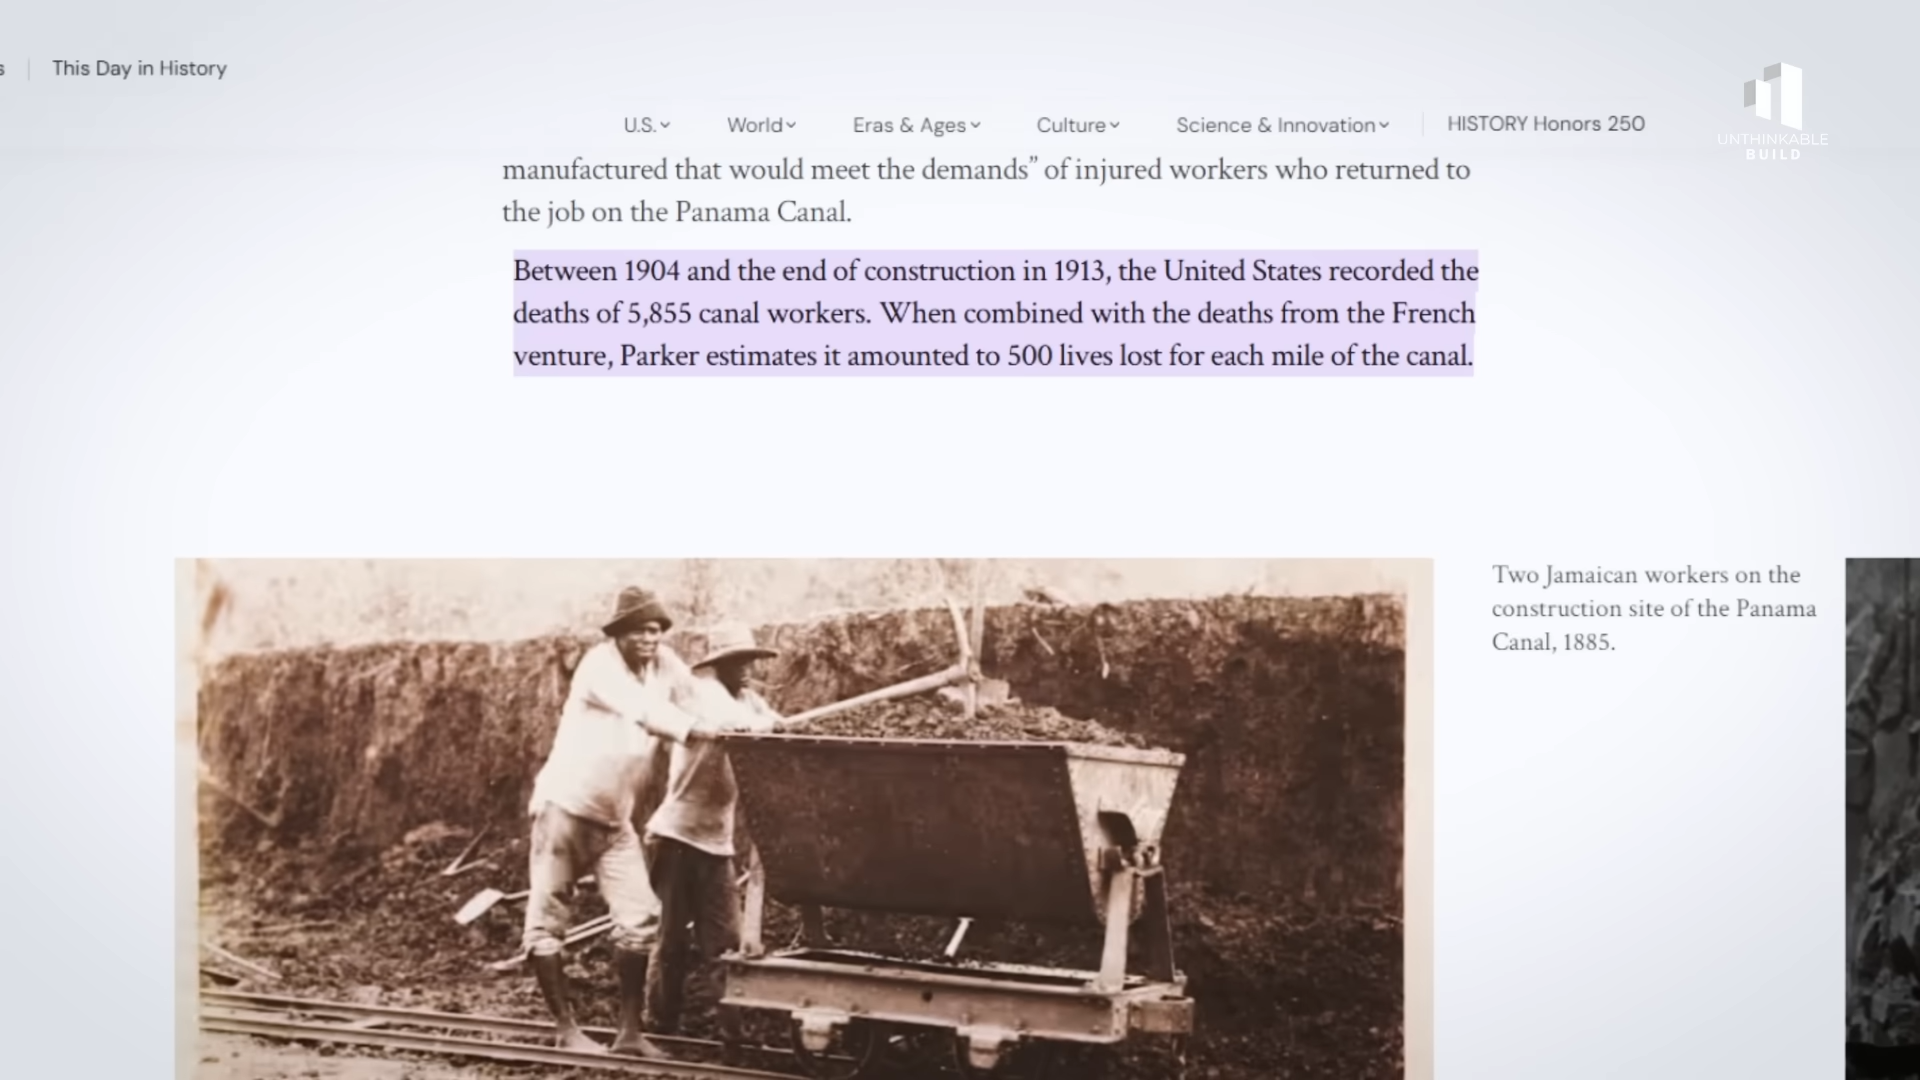 This Day in History
U.S.
World
Eras & Ages
Culture
Science & Innovation
HISTORY Honors 250
UNTHINKABLE
BUILD
manufactured that would meet the demands” of injured workers who returned to
the job on the Panama Canal.
Between 1904 and the end of construction in 1913, the United States recorded the
deaths of 5,855 canal workers. When combined with the deaths from the French
venture, Parker estimates it amounted to 500 lives lost for each mile of the canal.
Two Jamaican workers on the
construction site of the Panama
Canal, 1885.